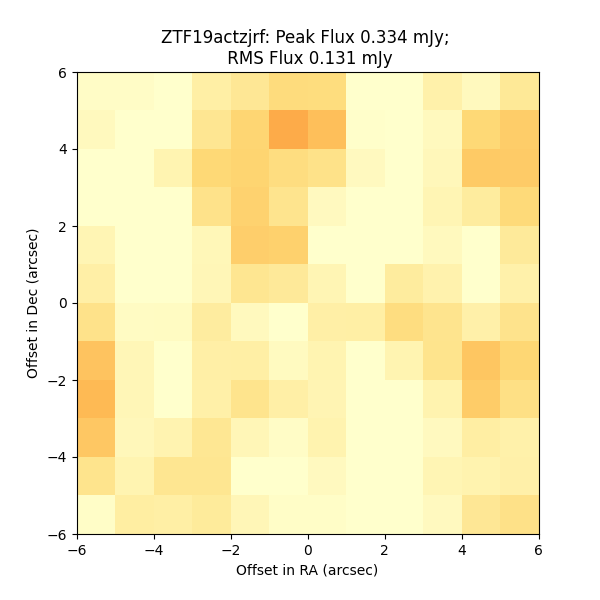 ZTF19actzjrf: Peak Flux 0.334 mJy;
RMS Flux 0.131 mJy
6
4
2
0
−2
−4
−6
Offset in Dec (arcsec)
−6 −4 −2 0 2 4 6
Offset in RA (arcsec)